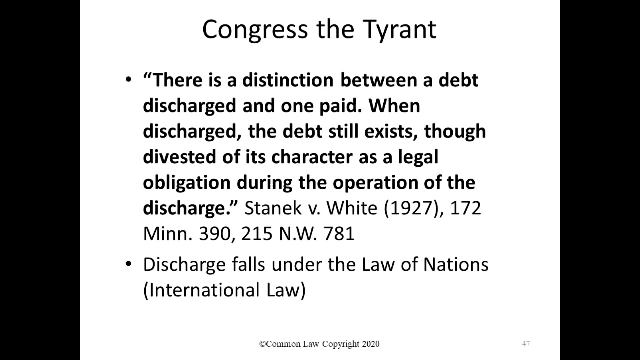 Congress the Tyrant
• “There is a distinction between a debt
discharged and one paid. When
discharged, the debt still exists, though
divested of its character as a legal
obligation during the operation of the
discharge.” Stanek v. White (1927), 172
Minn. 390, 215 N.W. 781
• Discharge falls under the Law of Nations
(International Law)
©Common Law Copyright 2020
47